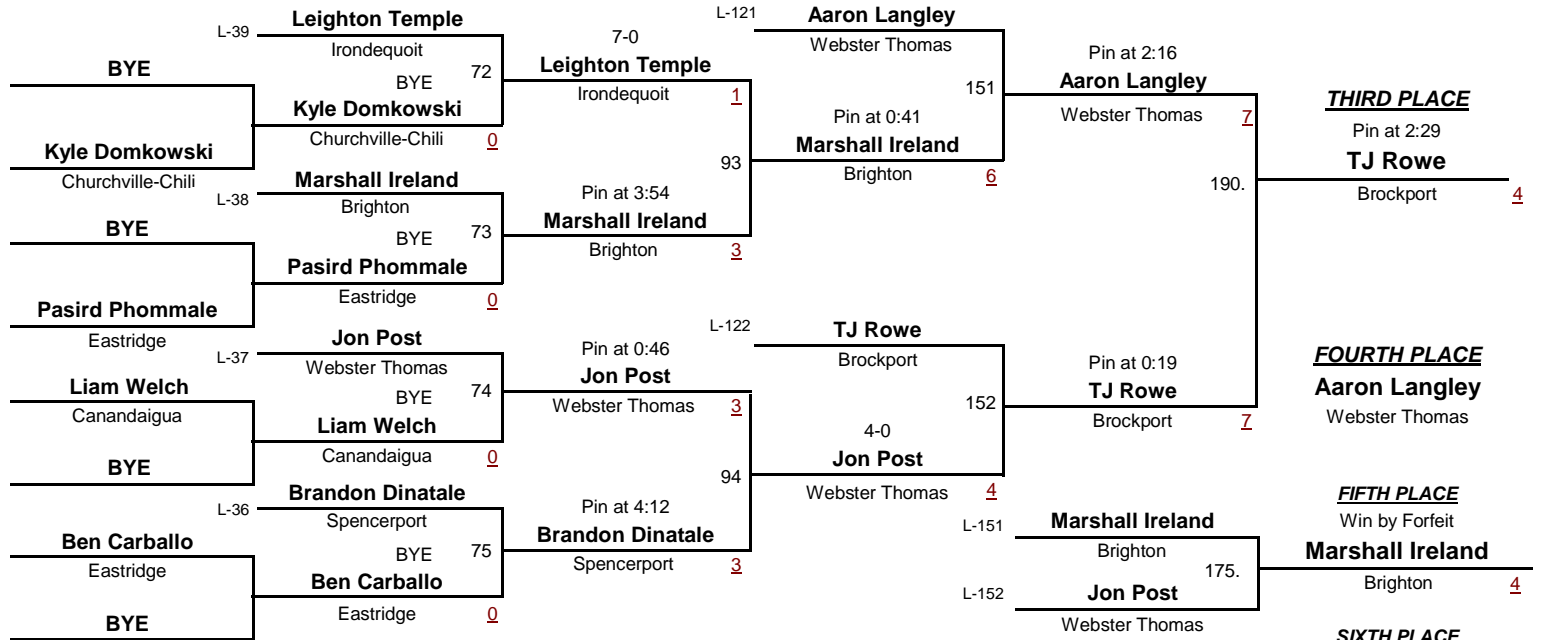 L-39
Leighton Temple
Irondequoit
BYE
BYE
72
Kyle Domkowski
Churchville-Chili
0
Kyle Domkowski
Churchville-Chili
L-38
Marshall Ireland
Brighton
BYE
BYE
73
Pasird Phommale
Eastridge
0
Pasird Phommale
Eastridge
L-37
Jon Post
Webster Thomas
Liam Welch
Canandaigua
BYE
74
Liam Welch
Canandaigua
0
BYE
L-36
Brandon Dinatale
Spencerport
Ben Carballo
Eastridge
BYE
75
Ben Carballo
Eastridge
0
BYE
7-0
Leighton Temple
Irondequoit
1
93
Pin at 3:54
Marshall Ireland
Brighton
3
Pin at 0:46
Jon Post
Webster Thomas
3
94
Pin at 4:12
Brandon Dinatale
Spencerport
3
L-121
Aaron Langley
Webster Thomas
151
Pin at 0:41
Marshall Ireland
Brighton
6
L-122
TJ Rowe
Brockport
152
4-0
Jon Post
Webster Thomas
4
Pin at 2:16
Aaron Langley
Webster Thomas
7
190.
Pin at 0:19
TJ Rowe
Brockport
7
THIRD PLACE
Pin at 2:29
TJ Rowe
Brockport
4
FOURTH PLACE
Aaron Langley
Webster Thomas
L-151
Marshall Ireland
Brighton
175.
L-152
Jon Post
Webster Thomas
FIFTH PLACE
Win by Forfeit
Marshall Ireland
Brighton
4
SIXTH PLACE